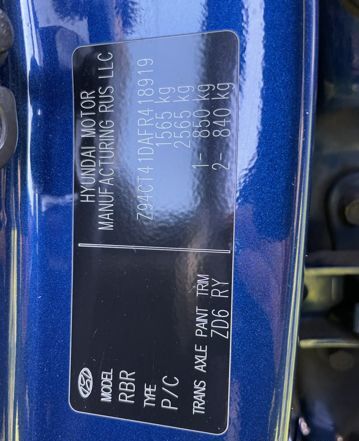 HYUNDAI MOTOR
MANUFACTURING RUS LLC
Z94CT41DAFR418919
1565 kg
2565 kg
1- 850 kg
2- 840 kg
MODEL
RBR
TYPE
P/C
TRANS AXLE PAINT TRIM
ZD6 RY